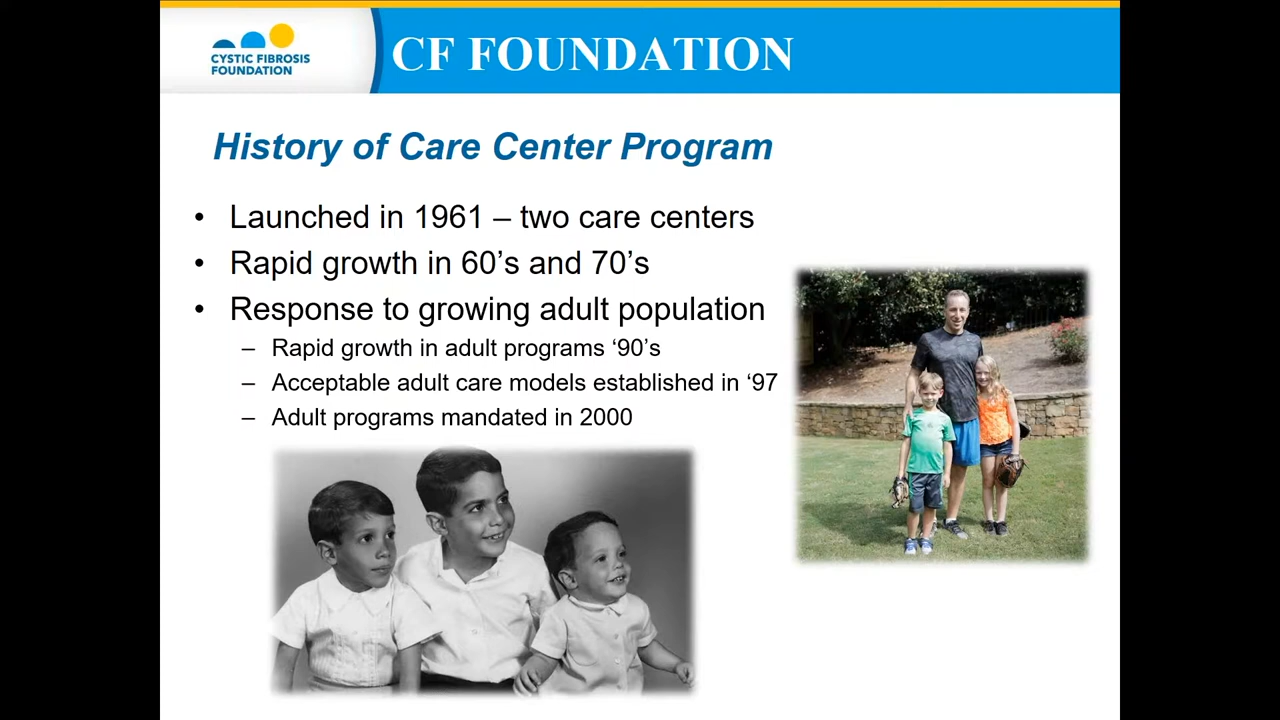 CYSTIC FIBROSIS
FOUNDATION
CF FOUNDATION
History of Care Center Program
• Launched in 1961 – two care centers
• Rapid growth in 60’s and 70’s
• Response to growing adult population
– Rapid growth in adult programs ‘90’s
– Acceptable adult care models established in ‘97
– Adult programs mandated in 2000